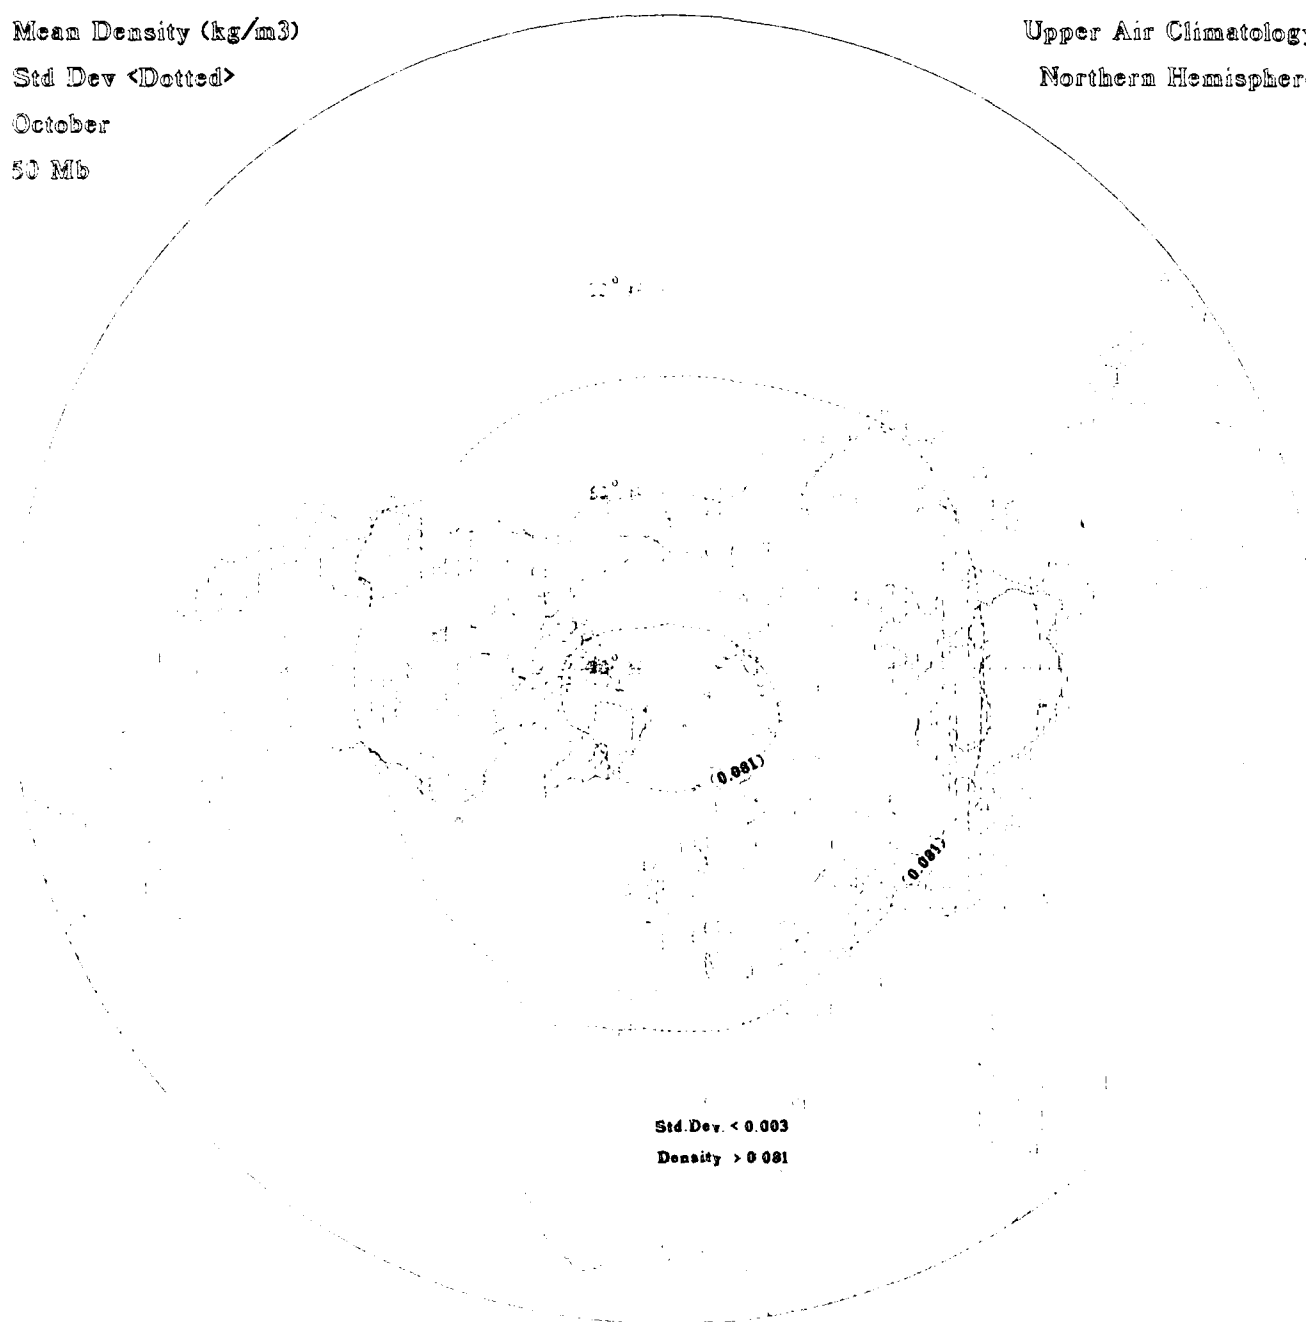 Mean Density (kg/m3)
Std Dev <Dotted>
October
50 Mb
Upper Air Climatology
Northern Hemispher
(0.081)
(0.081)
Std.Dev. < 0.003
Density > 0 081